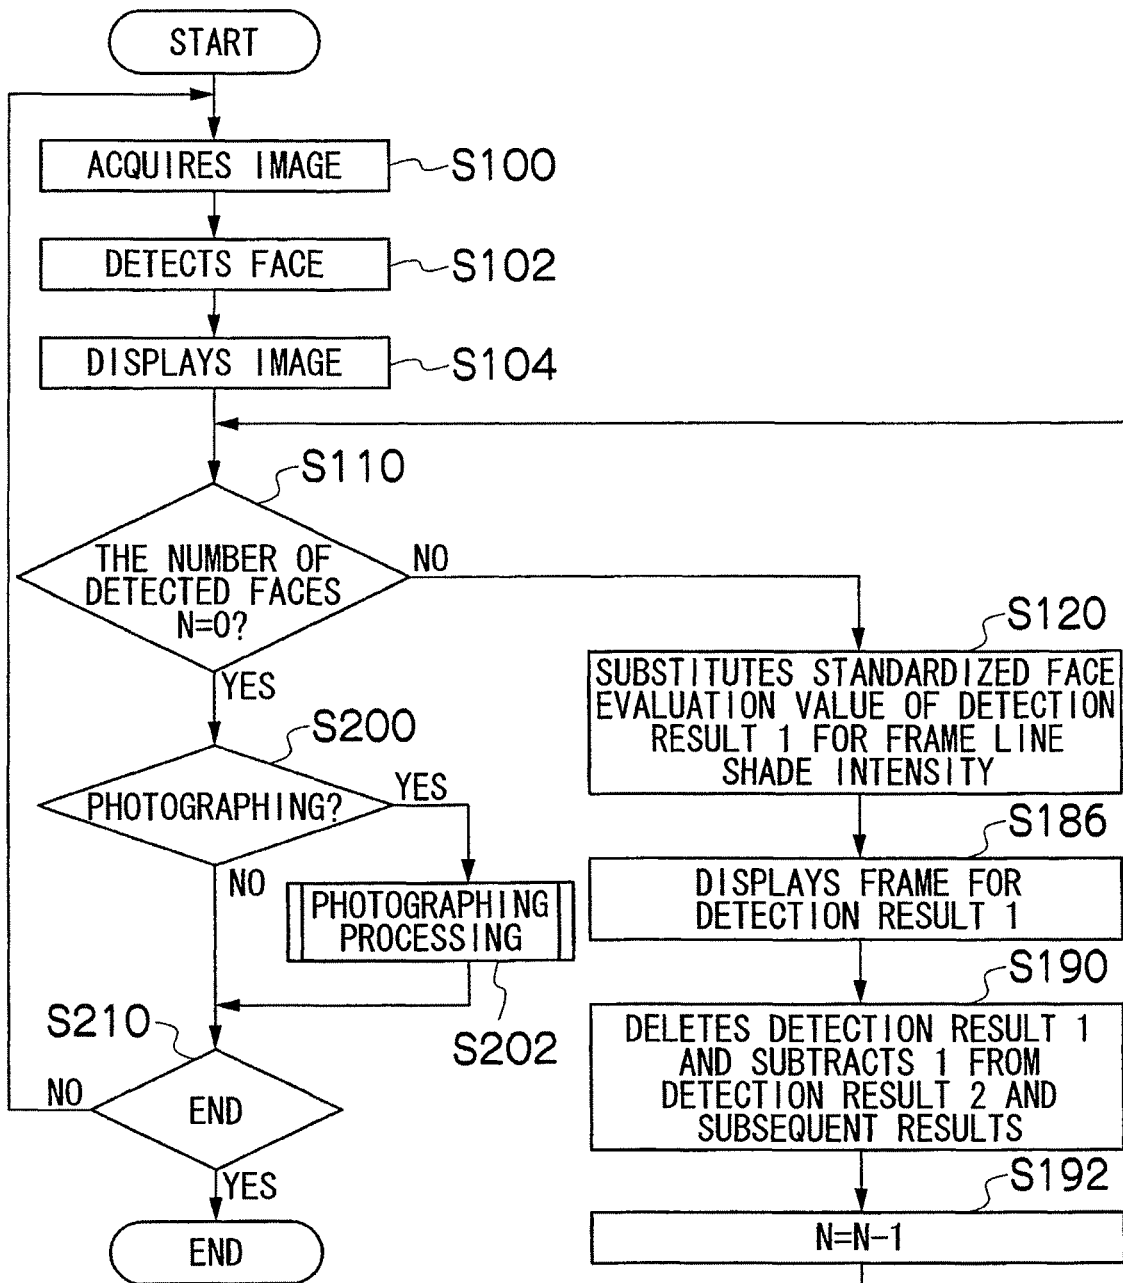 START
ACQUIRES IMAGE
S100
DETECTS FACE
S102
DISPLAYS IMAGE
S104
S110
THE NUMBER OF
DETECTED FACES
N=0?
NO
YES
S120
SUBSTITUTES STANDARDIZED FACE
EVALUATION VALUE OF DETECTION
RESULT 1 FOR FRAME LINE
SHADE INTENSITY
S200
PHOTOGRAPHING?
YES
NO
PHOTOGRAPHING
PROCESSING
S202
S186
DISPLAYS FRAME FOR
DETECTION RESULT 1
S190
DELETES DETECTION RESULT 1
AND SUBTRACTS 1 FROM
DETECTION RESULT 2 AND
SUBSEQUENT RESULTS
S210
NO
END
YES
S192
N=N-1
END